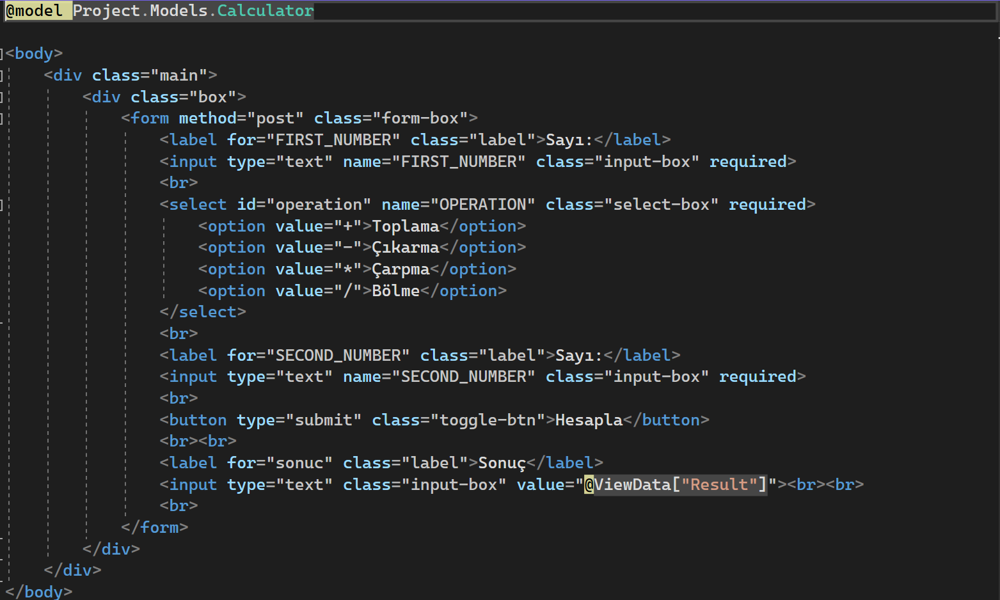 @model Project.Models.Calculator
<body>
<div class="main">
<div class="box">
<form method="post" class="form-box">
<label for="FIRST_NUMBER" class="label">Sayı:</label>
<input type="text" name="FIRST_NUMBER" class="input-box" required>
<br>
<select id="operation" name="OPERATION" class="select-box" required>
<option value="+">Toplama</option>
<option value="-">Çıkarma</option>
<option value="*">Çarpma</option>
<option value="/">Bölme</option>
</select>
<br>
<label for="SECOND_NUMBER" class="label">Sayı:</label>
<input type="text" name="SECOND_NUMBER" class="input-box" required>
<br>
<button type="submit" class="toggle-btn">Hesapla</button>
<br><br>
<label for="sonuc" class="label">Sonuç</label>
<input type="text" class="input-box" value="@ViewData["Result"]"><br><br>
<br>
</form>
</div>
</div>
</body>